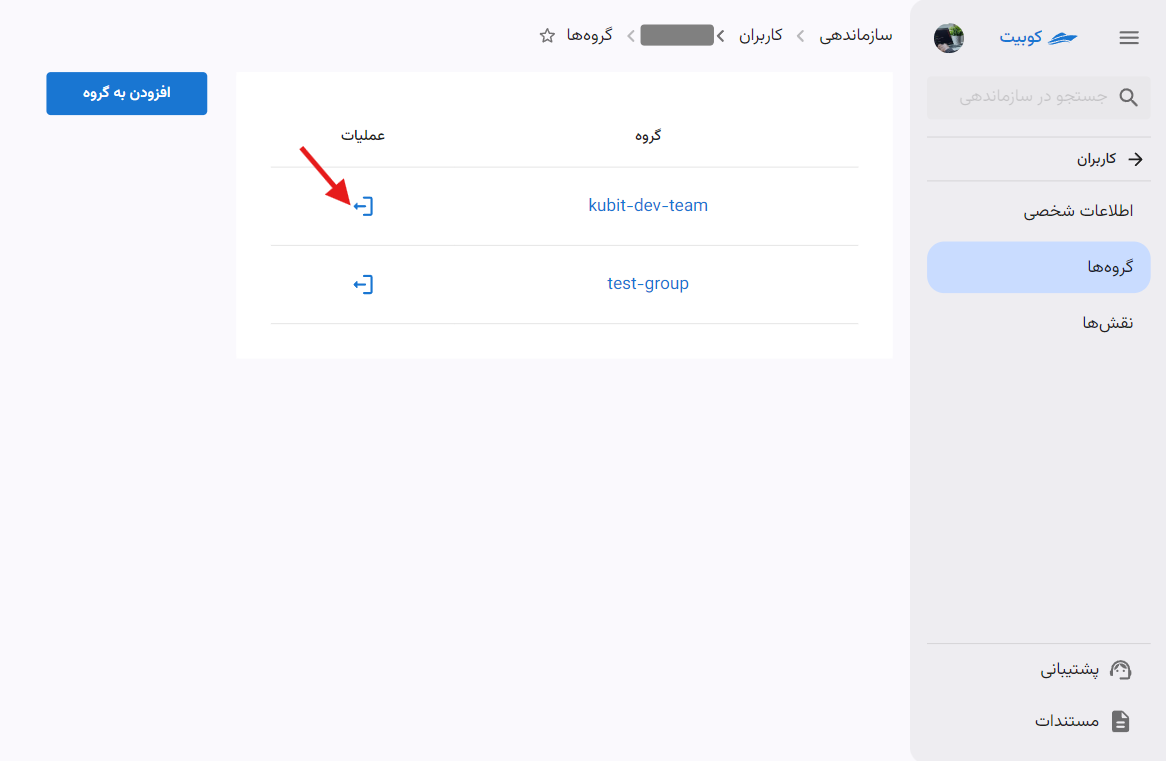 کوبیت
جستجو در سازماندهی
کاربران
اطلاعات شخصی
گروه‌ها
نقش‌ها
پشتیبانی
مستندات
سازماندهی
کاربران
گروه‌ها
افزودن به گروه
گروه عملیات
kubit-dev-team
test-group